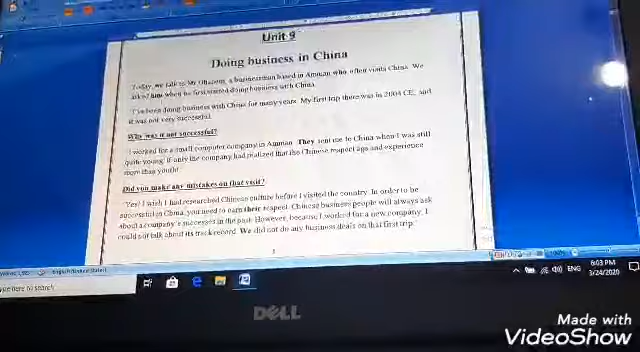 Unit 9
Doing business in China
Today, we talk to Mr Ghanem, a businessman based in Amman who often visits China. We
asked him when he first started doing business with China.
'I've been doing business with China for many years. My first trip there was in 2004 CE, and
it was not very successful.'
Why was it not successful?
'I worked for a small computer company in Amman. They sent me to China when I was still
quite young. If only the company had realized that the Chinese respect age and experience
more than youth!'
Did you make any mistakes on that visit?
'Yes! I wish I had researched Chinese culture before I visited the country. In order to be
successful in China, you need to earn their respect. Chinese business people will always ask
about a company's successes in the past. However, because I worked for a new company, I
could not talk about its track record. We did not do any business deals on that first trip.'
1
100%
Type here to search
ENG
6:03 PM
3/24/2020
DELL
Made with
VideoShow